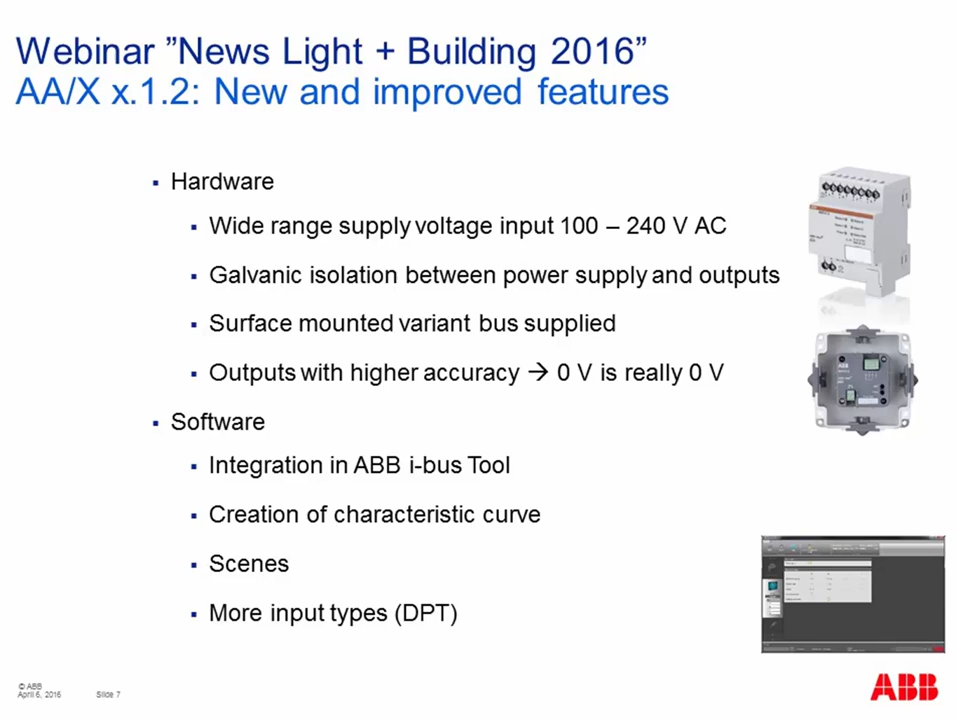 Webinar ”News Light + Building 2016”
AA/X x.1.2: New and improved features
▪ Hardware
▪ Wide range supply voltage input 100 – 240 V AC
▪ Galvanic isolation between power supply and outputs
▪ Surface mounted variant bus supplied
▪ Outputs with higher accuracy → 0 V is really 0 V
▪ Software
▪ Integration in ABB i-bus Tool
▪ Creation of characteristic curve
▪ Scenes
▪ More input types (DPT)
© ABB
April 6, 2016 Slide 7
ABB